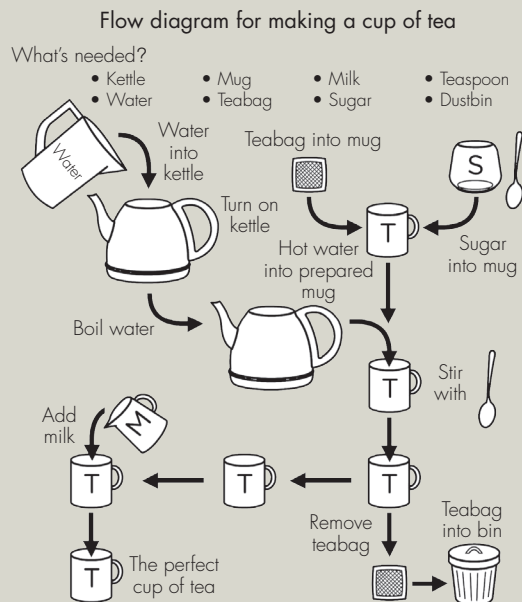 Flow diagram for making a cup of tea
What's needed?
• Kettle • Mug • Milk • Teaspoon
• Water • Teabag • Sugar • Dustbin
Water
Water
into
kettle
Teabag into mug
S
Turn on
kettle
T
Sugar
into mug
Hot water
into prepared
mug
Boil water
T
Stir
with
Add
milk
M
T
T
T
Remove
teabag
Teabag
into bin
T
The perfect
cup of tea